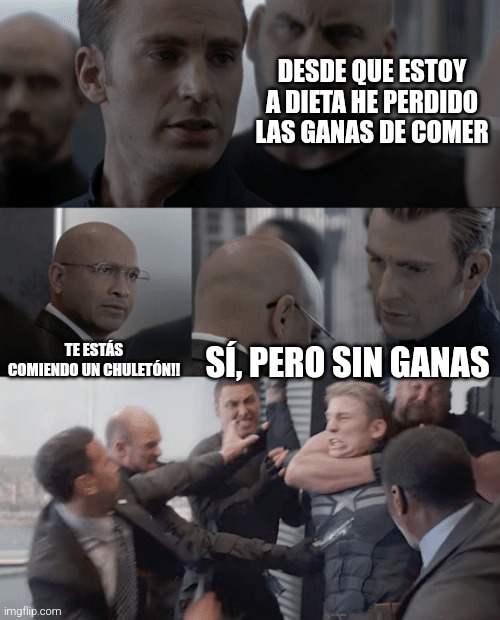 DESDE QUE ESTOY
A DIETA HE PERDIDO
LAS GANAS DE COMER
TE ESTÁS
COMIENDO UN CHULETÓN!!
SÍ, PERO SIN GANAS
imgflip.com